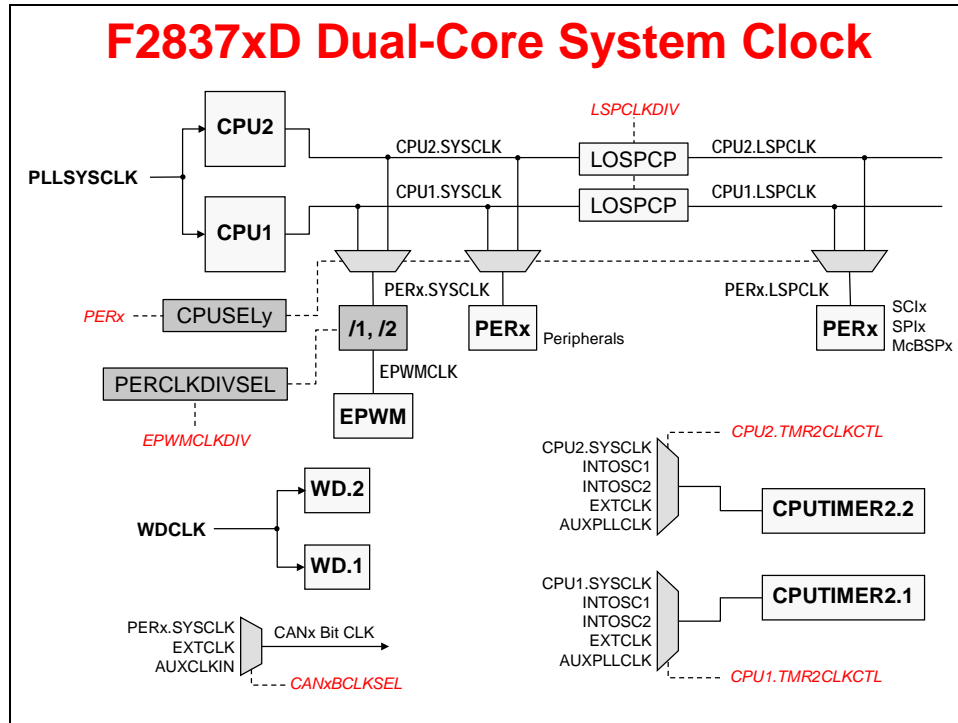 F2837xD Dual-Core System Clock
LSPCLKDIV
CPU2
CPU2.SYSCLK
LOSPCP
CPU2.LSPCLK
PLLSYSCLK
CPU1.SYSCLK
LOSPCP
CPU1.LSPCLK
CPU1
PERx.SYSCLK
PERx.LSPCLK
PERx
CPUSELy
/1, /2
PERx
Peripherals
PERx
SCIx
SPIx
McBSPx
EPWMCLK
PERCLKDIVSEL
EPWM
EPWMCLKDIV
CPU2.TMR2CLKCTL
CPU2.SYSCLK
INTOSC1
INTOSC2
EXTCLK
AUXPLLCLK
CPUTIMER2.2
WD.2
WDCLK
WD.1
CPU1.SYSCLK
INTOSC1
INTOSC2
EXTCLK
AUXPLLCLK
CPUTIMER2.1
CPU1.TMR2CLKCTL
PERx.SYSCLK
EXTCLK
AUXCLKIN
CANx Bit CLK
CANxBCLKSEL